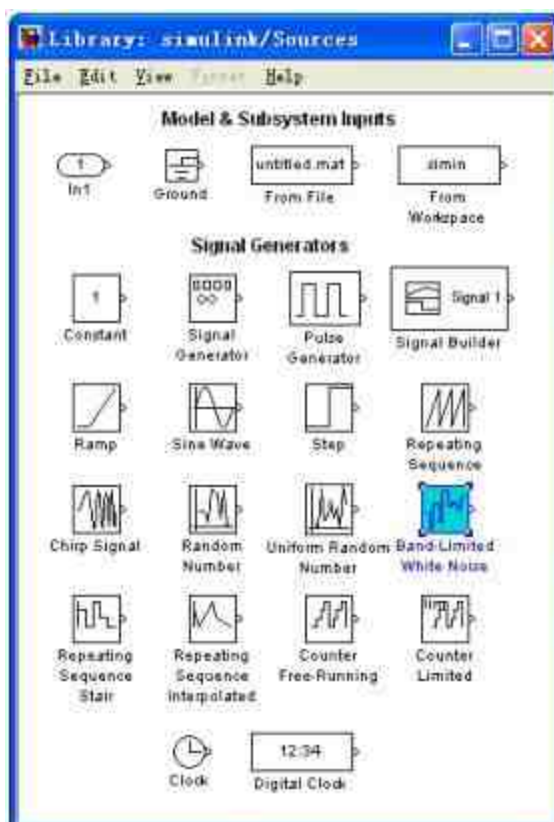 Library: simulink/Sources
File Edit View Format Help
Model & Subsystem Inputs
1
In1
Ground
untitled.mat
From File
simin
From
Workspace
Signal Generators
1
Constant
Signal
Generator
Pulse
Generator
Signal 1
Signal Builder
Ramp
Sine Wave
Step
Repeating
Sequence
Chirp Signal
Random
Number
Uniform Random
Number
Band-Limited
White Noise
Repeating
Sequence
Stair
Repeating
Sequence
Interpolated
Counter
Free-Running
lim
Counter
Limited
Clock
12:34
Digital Clock